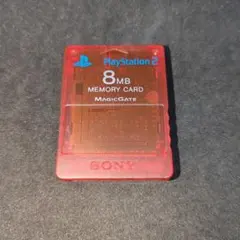 PlayStation 2
8MB
MEMORY CARD
MAGICGATE
SONY